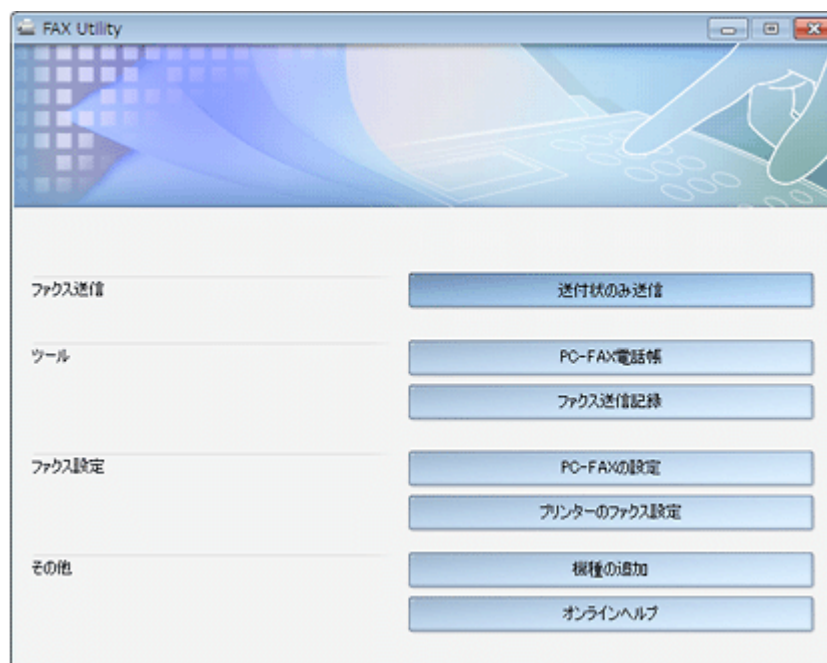 FAX Utility
ファクス送信
送付状のみ送信
ツール
PC-FAX電話帳
ファクス送信記録
ファクス設定
PC-FAXの設定
プリンターのファクス設定
その他
機種の追加
オンラインヘルプ